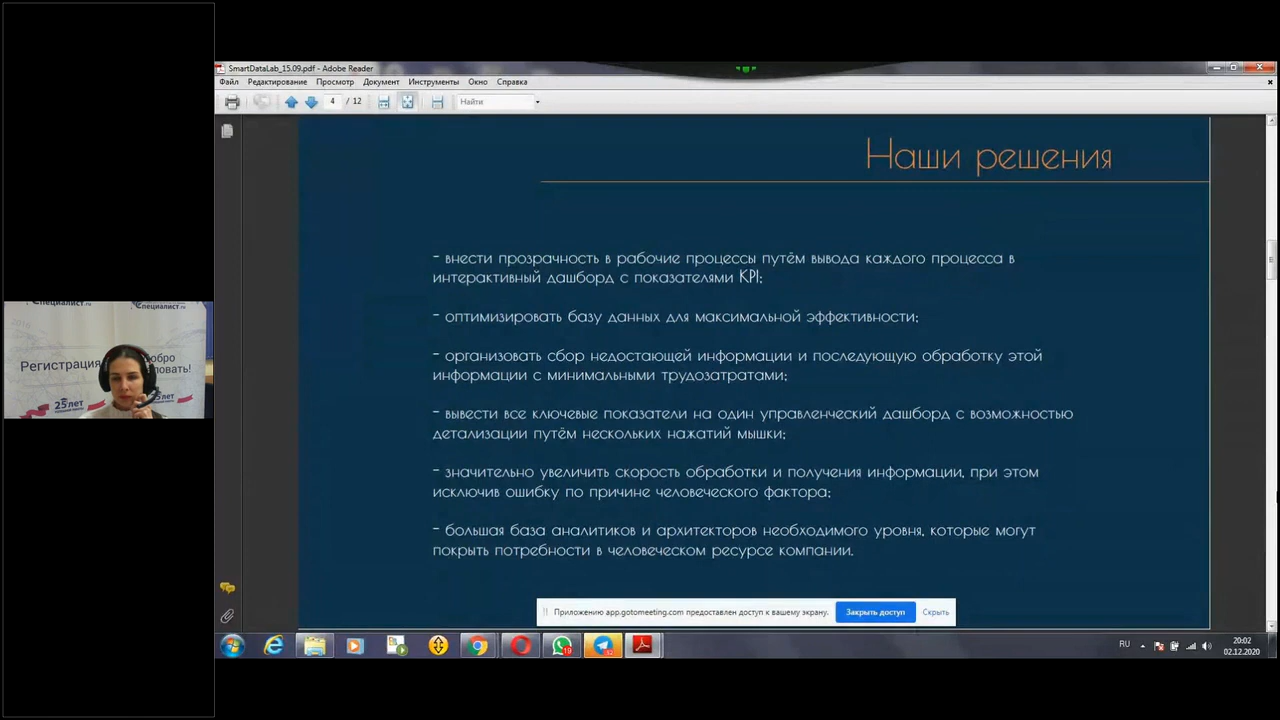 SmartDataLab_15.09.pdf - Adobe Reader
Файл Редактирование Просмотр Документ Инструменты Окно Справка
4 / 12 Найти
Наши решения
- внести прозрачность в рабочие процессы путём вывода каждого процесса в
интерактивный дашборд с показателями KPI;
- оптимизировать базу данных для максимальной эффективности;
- организовать сбор недостающей информации и последующую обработку этой
информации с минимальными трудозатратами;
- вывести все ключевые показатели на один управленческий дашборд с возможностью
детализации путём нескольких нажатий мышки;
- значительно увеличить скорость обработки и получения информации, при этом
исключив ошибку по причине человеческого фактора;
- большая база аналитиков и архитекторов необходимого уровня, которые могут
покрыть потребности в человеческом ресурсе компании.
Приложению app.gotomeeting.com предоставлен доступ к вашему экрану. Закрыть доступ Скрыть
RU
20:02
02.12.2020
Специалист.ru
Регистрация
25 лет